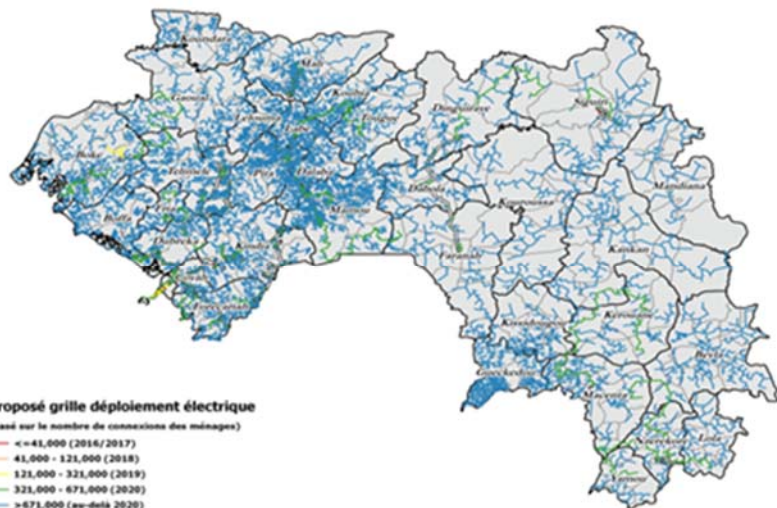 Koundara
Mali
Gaoual
Koubia
Tougue
Lelouma
Labe
Dinguiraye
Siguiri
Boke
Telimele
Pita
Dalaba
Dabola
Mandiana
Kouroussa
Boffa
Fria
Mamou
Dubreka
Kindia
Faranah
Kankan
Forecariah
Kissidougou
Kerouane
Gueckedou
Beyla
Macenta
Nzerekore
Lola
Yamou
roposé grille déploiement électrique
asé sur le nombre de connexions des ménages)
<=41,000 (2016/2017)
41,000 - 121,000 (2018)
121,000 - 321,000 (2019)
321,000 - 671,000 (2020)
>671,000 (au-delà 2020)